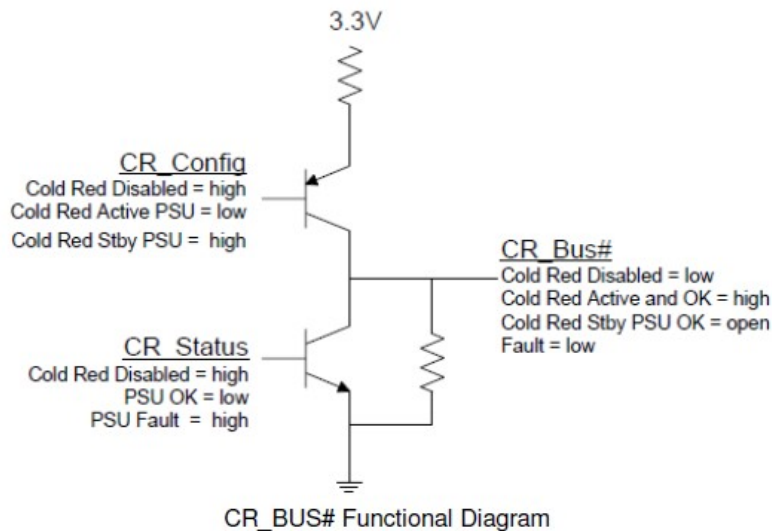 3.3V
CR_Config
Cold Red Disabled = high
Cold Red Active PSU = low
Cold Red Stby PSU = high
CR_Bus#
Cold Red Disabled = low
Cold Red Active and OK = high
Cold Red Stby PSU OK = open
Fault = low
CR_Status
Cold Red Disabled = high
PSU OK = low
PSU Fault = high
CR_BUS# Functional Diagram